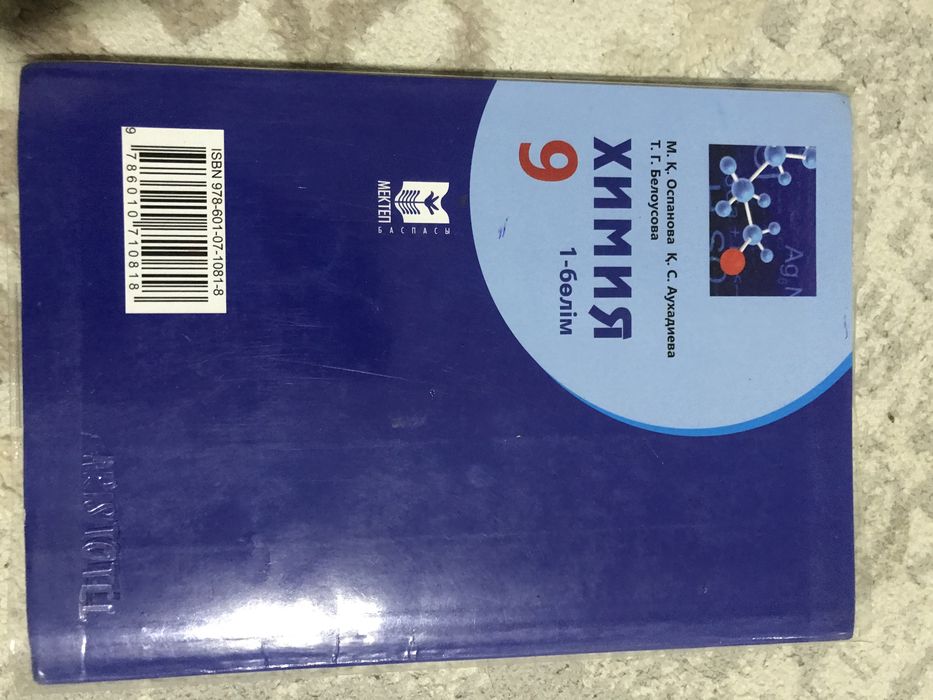 М. Қ. Оспанова Қ. С. Аухадиева
Т. Г. Белоусова
ХИМИЯ
1-бөлім
9
МЕКТЕП
БАСПАСЫ
ISBN 978-601-07-1081-8
9 786010 710818